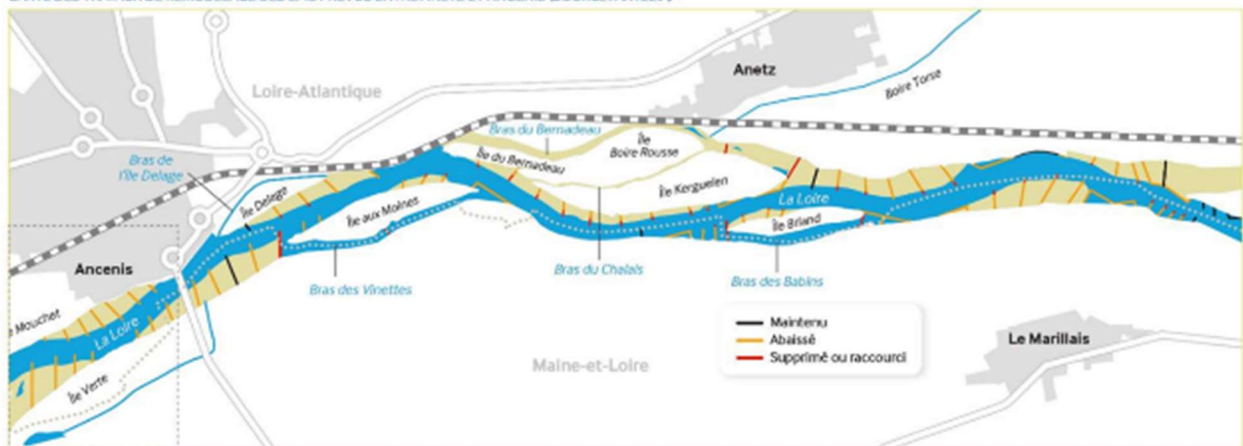 Loire-Atlantique
Anetz
Boire Torse
Bras du Bernadeau
Île
Boire Rousse
Bras de
l'île Delage
Île du Bernadeau
Île Kerguelen
Île Delage
Île aux Moines
La Loire
Île Briand
Ancenis
Bras du Chalais
Bras des Babins
Bras des Vinettes
Mouchet
La Loire
Maintenu
Abaissé
Supprimé ou raccourci
Le Marillais
Maine-et-Loire
Île Verte